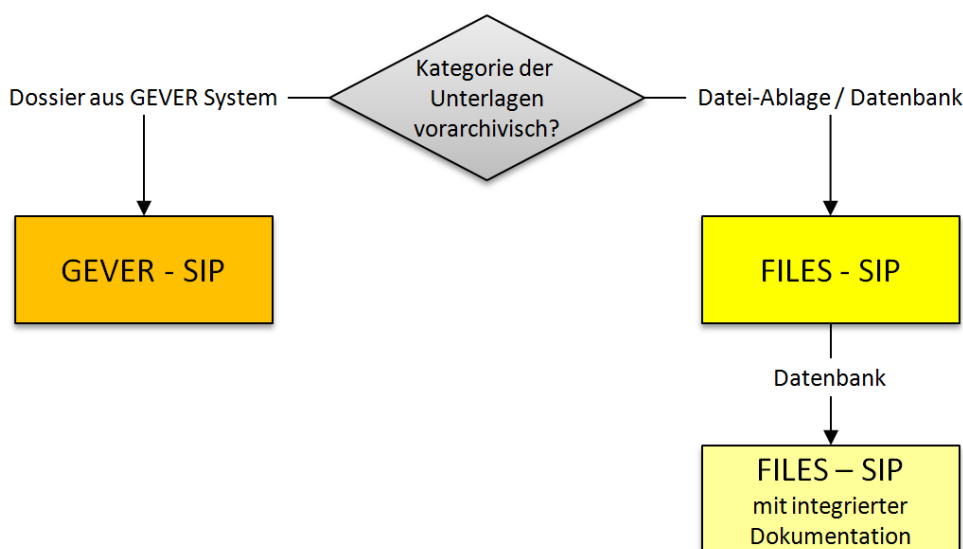 Kategorie der
Unterlagen
vorarchivisch?
Dossier aus GEVER System
Datei-Ablage / Datenbank
GEVER - SIP
FILES - SIP
Datenbank
FILES – SIP
mit integrierter
Dokumentation